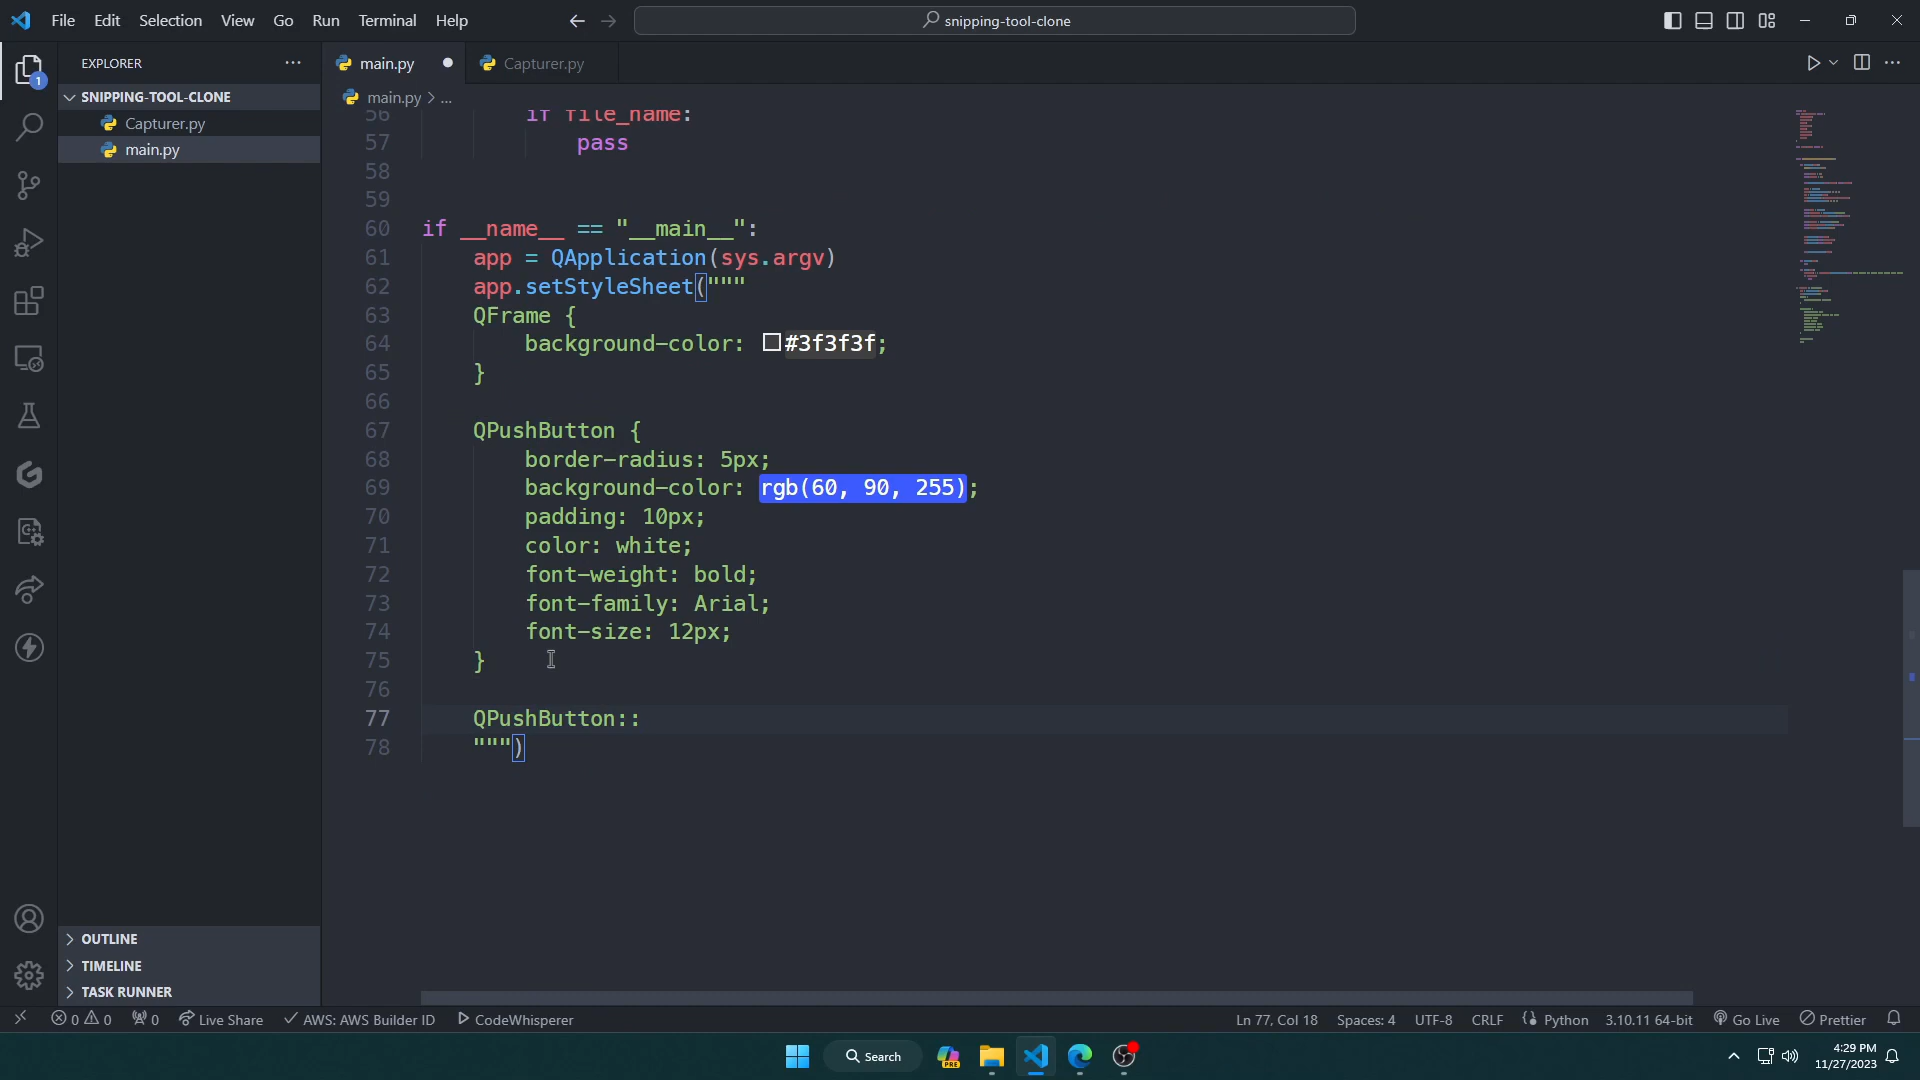 File Edit Selection View Go Run Terminal Help
snipping-tool-clone
EXPLORER
main.py
Capturer.py
1
SNIPPING-TOOL-CLONE
main.py > ...
Capturer.py
main.py
56 if file_name:
57 pass
58
59
60 if __name__ == "__main__":
61 app = QApplication(sys.argv)
62 app.setStyleSheet("""
63 QFrame {
64 background-color: #3f3f3f;
65 }
66
67 QPushButton {
68 border-radius: 5px;
69 background-color: rgb(60, 90, 255);
70 padding: 10px;
71 color: white;
72 font-weight: bold;
73 font-family: Arial;
74 font-size: 12px;
75 }
76
77 QPushButton::
78 """)
OUTLINE
TIMELINE
TASK RUNNER
0 0 0 Live Share AWS: AWS Builder ID CodeWhisperer Ln 77, Col 18 Spaces: 4 UTF-8 CRLF Python 3.10.11 64-bit Go Live Prettier
Search
PRE
4:29 PM
11/27/2023